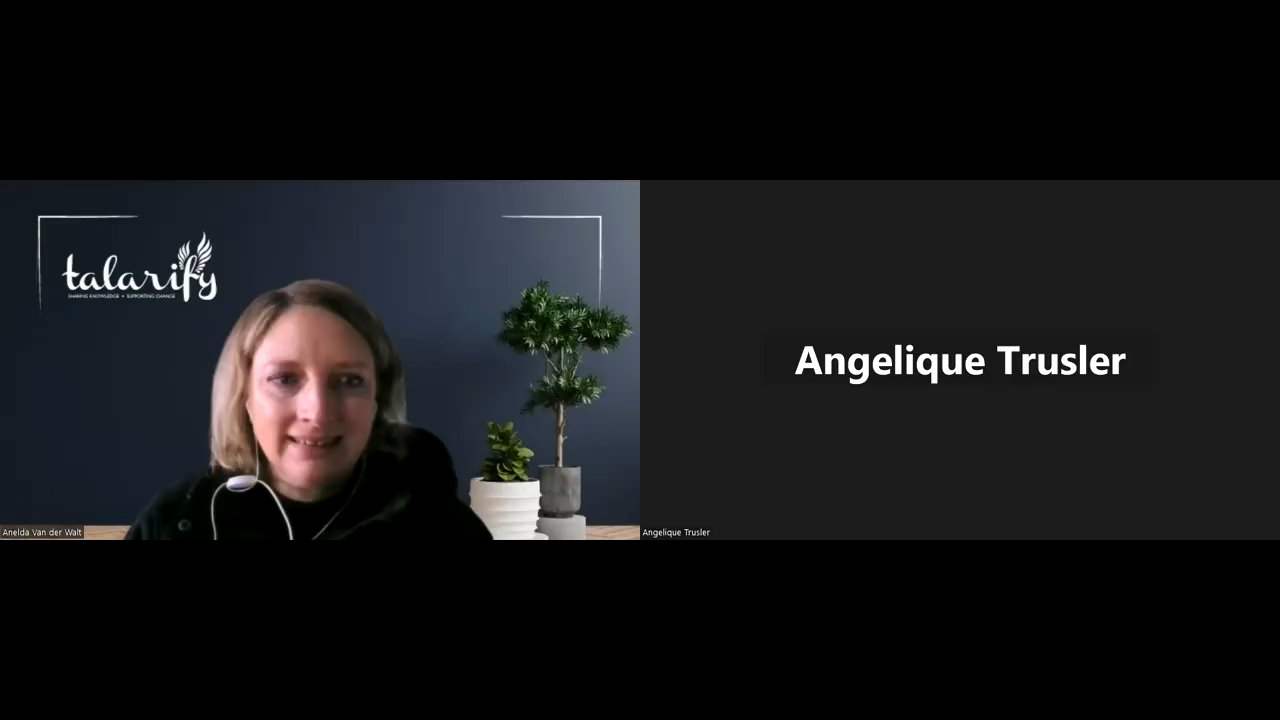 talarify
SHARING KNOWLEDGE • SUPPORTING CHANGE
Anelda Van der Walt
Angelique Trusler
Angelique Trusler